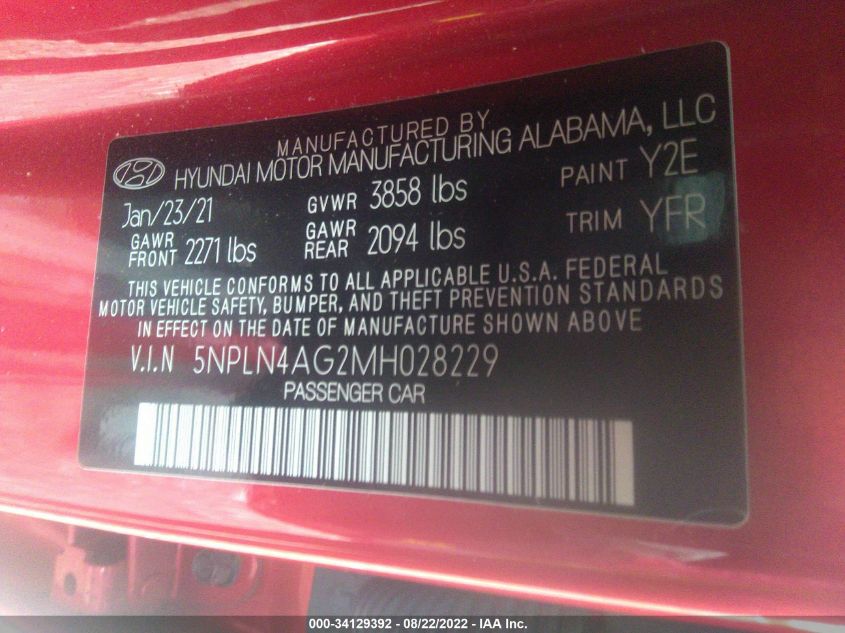 MANUFACTURED BY
HYUNDAI MOTOR MANUFACTURING ALABAMA, LLC
Jan/23/21 GVWR 3858 lbs PAINT Y2E
GAWR FRONT 2271 lbs GAWR REAR 2094 lbs TRIM YFR
THIS VEHICLE CONFORMS TO ALL APPLICABLE U.S.A. FEDERAL
MOTOR VEHICLE SAFETY, BUMPER, AND THEFT PREVENTION STANDARDS
IN EFFECT ON THE DATE OF MANUFACTURE SHOWN ABOVE
V.I.N 5NPLN4AG2MH028229
PASSENGER CAR
000-34129392 - 08/22/2022 - IAA Inc.